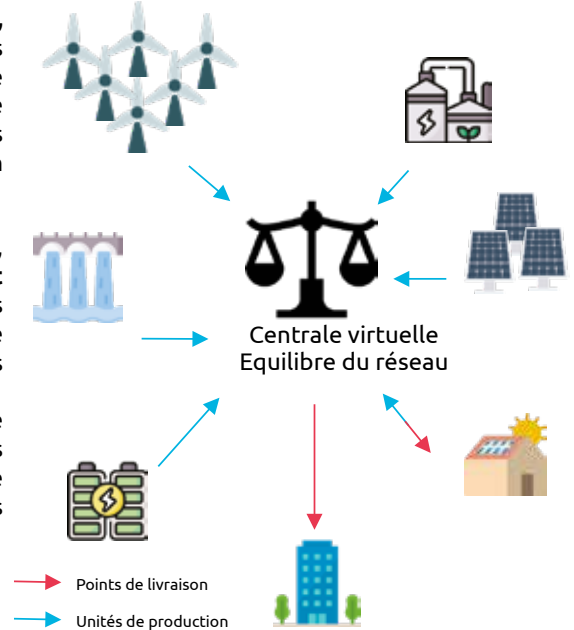 Centrale virtuelle
Equilibre du réseau
Points de livraison
Unités de production